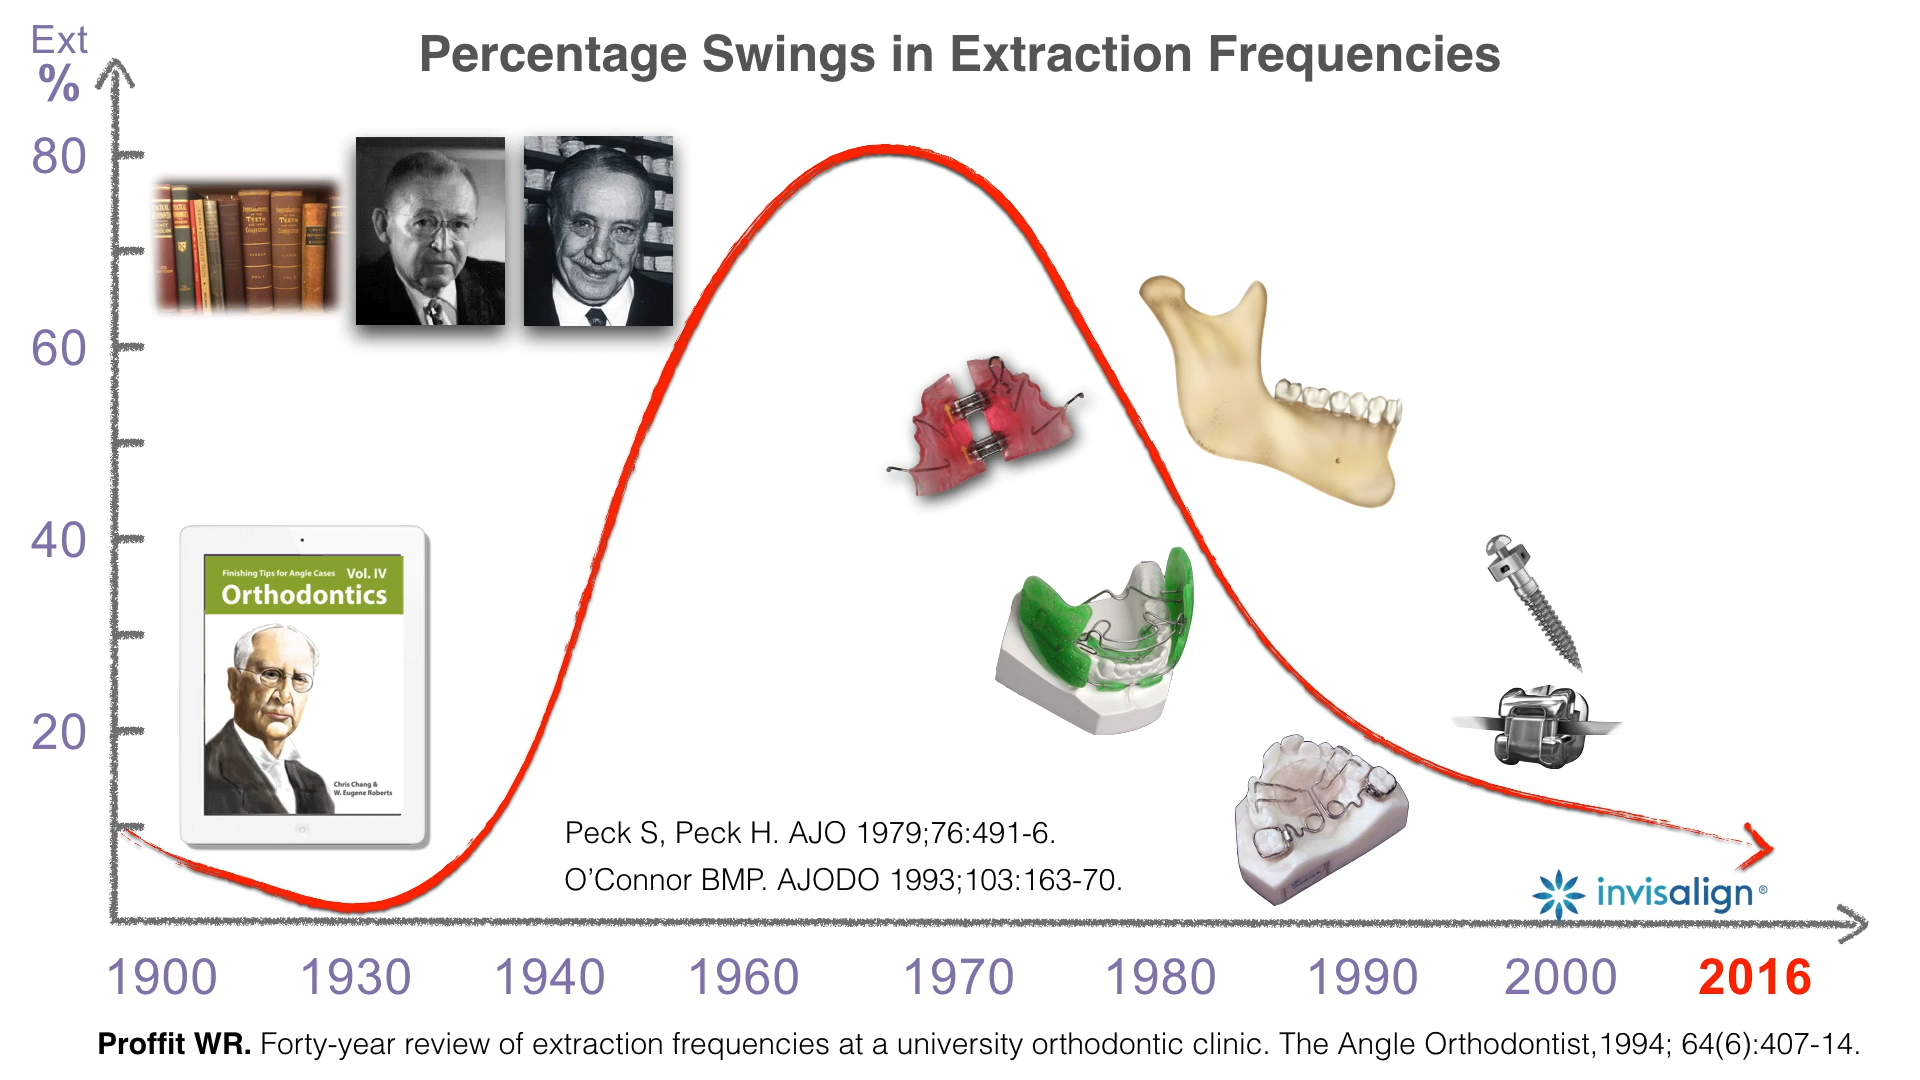 Ext
%
Percentage Swings in Extraction Frequencies
80
60
40
20
TEETH
TEETH
Finishing Tips for Angle Cases Vol. IV
Orthodontics
Chris Chang &
W. Eugene Roberts
Peck S, Peck H. AJO 1979;76:491-6.
O’Connor BMP. AJODO 1993;103:163-70.
invisalign®
1900 1930 1940 1960 1970 1980 1990 2000 2016
Proffit WR. Forty-year review of extraction frequencies at a university orthodontic clinic. The Angle Orthodontist,1994; 64(6):407-14.